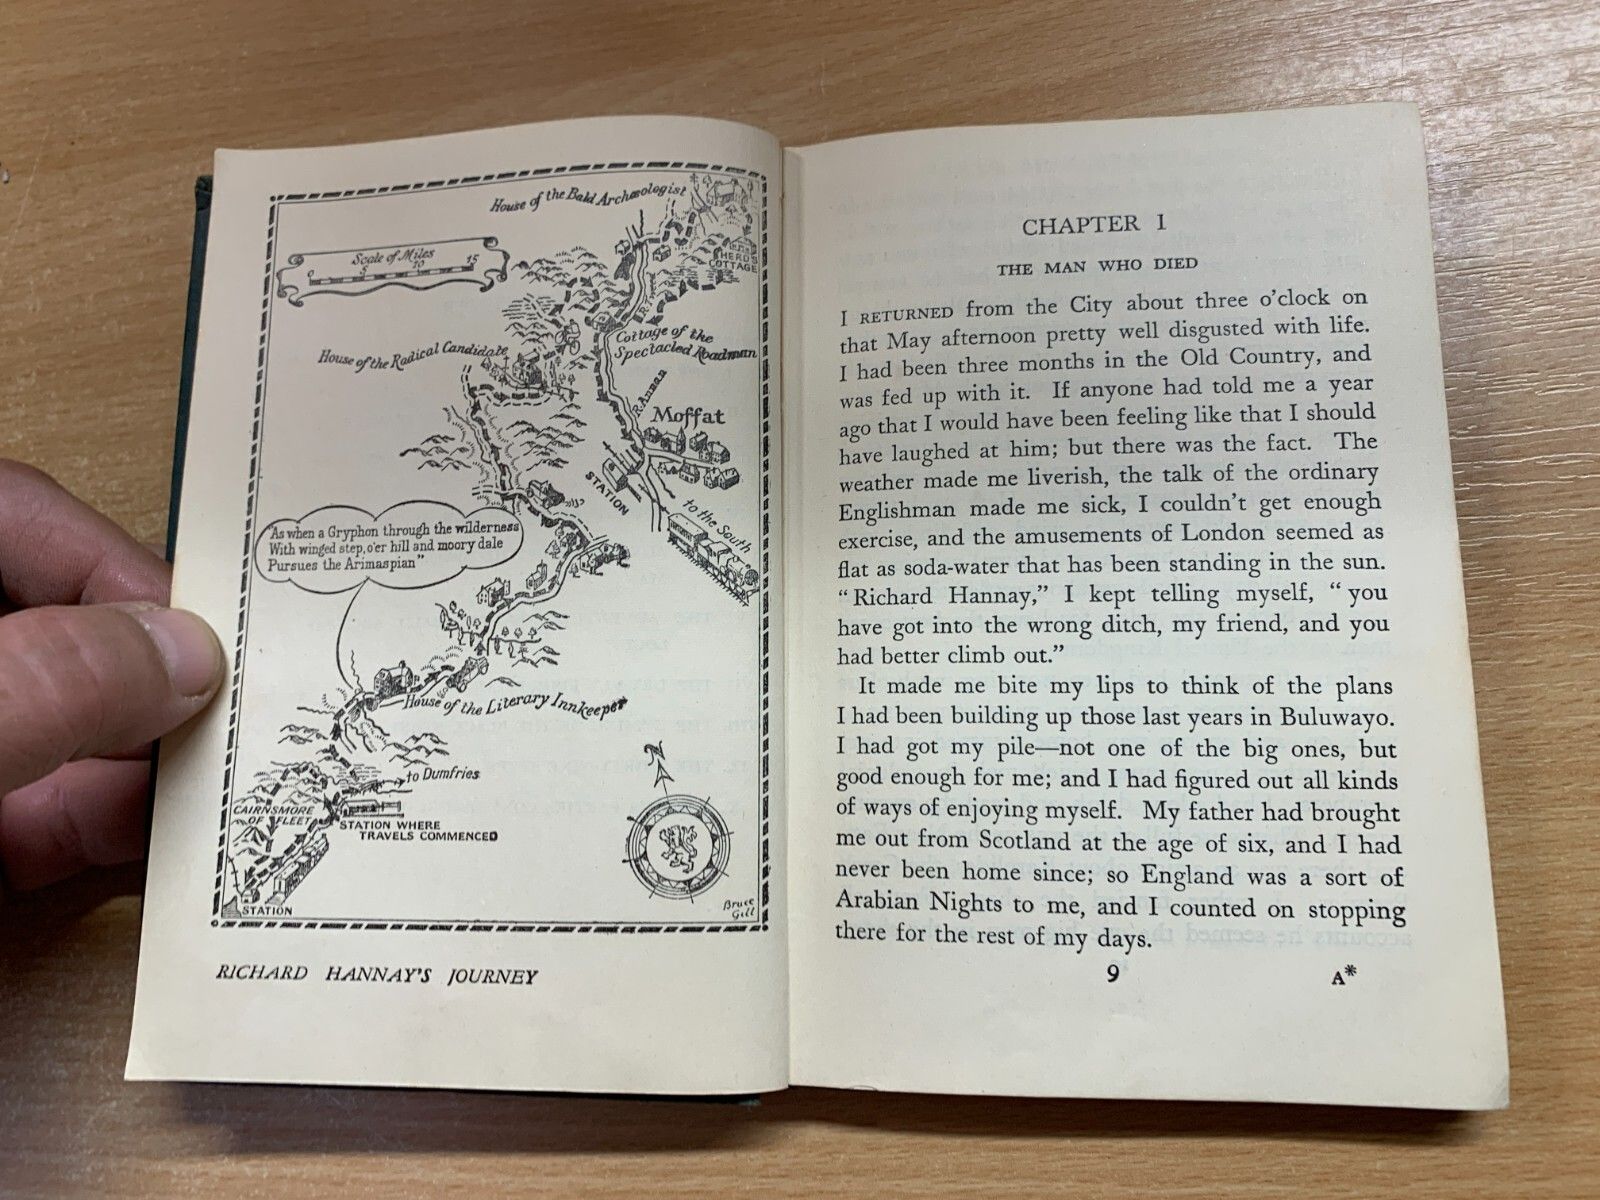 House of the Bald Archæologist
Scale of Miles
0 5 10 15
HERD'S
COTTAGE
Cottage of the
Spectacled Roadman
House of the Radical Candidate
R. Annan
Moffat
STATION
to the South
"As when a Gryphon through the wilderness
With winged step, o'er hill and moory dale
Pursues the Arimaspian"
House of the Literary Innkeeper
to Dumfries
CAIRNSMORE
OF FLEET
STATION WHERE
TRAVELS COMMENCED
STATION
N
Bruce
Gill
RICHARD HANNAY'S JOURNEY
CHAPTER I
THE MAN WHO DIED
I RETURNED from the City about three o'clock on
that May afternoon pretty well disgusted with life.
I had been three months in the Old Country, and
was fed up with it. If anyone had told me a year
ago that I would have been feeling like that I should
have laughed at him; but there was the fact. The
weather made me liverish, the talk of the ordinary
Englishman made me sick, I couldn't get enough
exercise, and the amusements of London seemed as
flat as soda-water that has been standing in the sun.
"Richard Hannay," I kept telling myself, "you
have got into the wrong ditch, my friend, and you
had better climb out."
It made me bite my lips to think of the plans
I had been building up those last years in Buluwayo.
I had got my pile—not one of the big ones, but
good enough for me; and I had figured out all kinds
of ways of enjoying myself. My father had brought
me out from Scotland at the age of six, and I had
never been home since; so England was a sort of
Arabian Nights to me, and I counted on stopping
there for the rest of my days.
9
A*